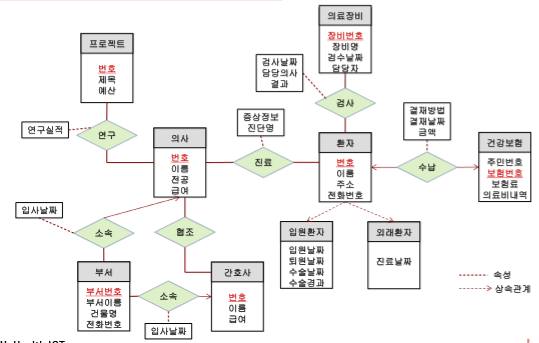 의료장비
장비번호
장비명
검수날짜
담당자
프로젝트
번호
제목
예산
검사날짜
담당의사
결과
검사
연구실적
연구
의사
번호
이름
전공
급여
증상정보
진단명
진료
환자
번호
이름
주소
전화번호
결재방법
결재날짜
금액
수납
건강보험
주민번호
보험번호
보험료
의료비내역
입사날짜
소속
협조
입원환자
입원날짜
퇴원날짜
수술날짜
수술경과
외래환자
진료날짜
부서
부서번호
부서이름
건물명
전화번호
소속
입사날짜
간호사
번호
이름
급여
속성
상속관계